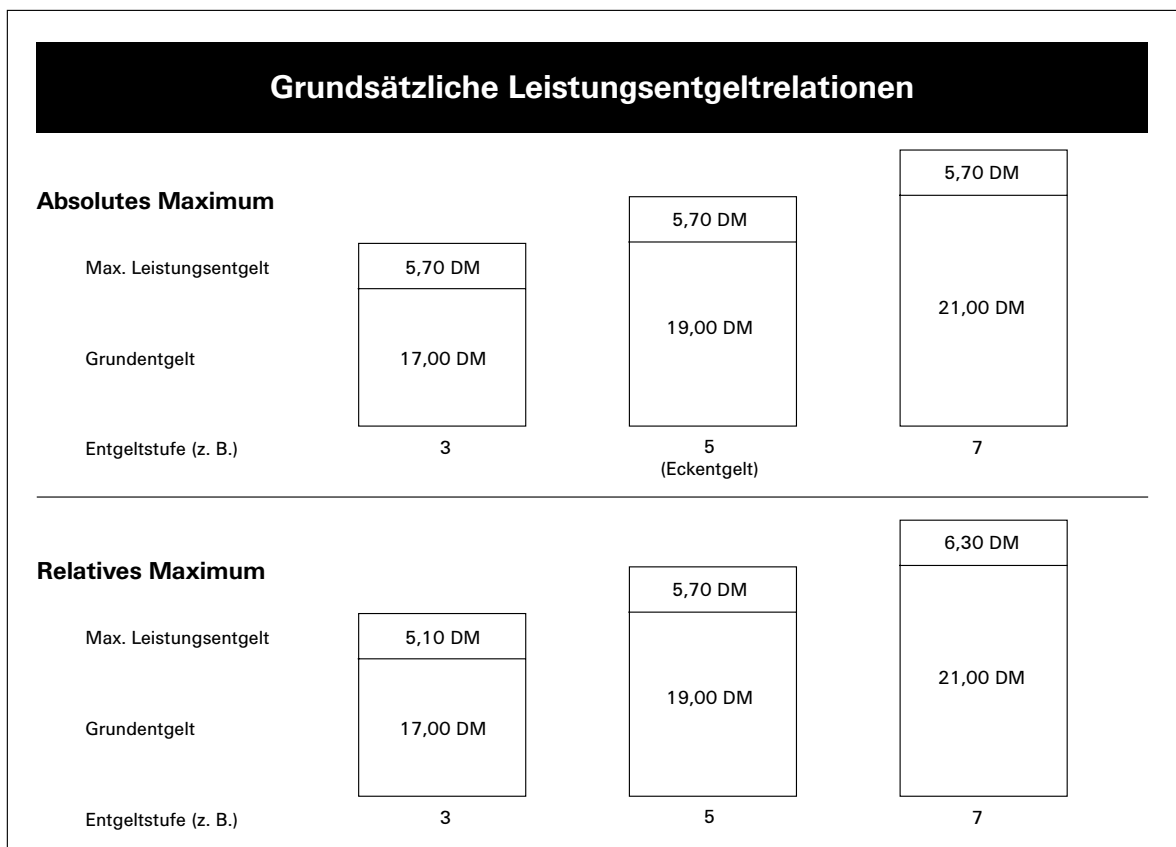 Grundsätzliche Leistungsentgeltrelationen
Absolutes Maximum
Max. Leistungsentgelt 5,70 DM 5,70 DM 5,70 DM
Grundentgelt 17,00 DM 19,00 DM 21,00 DM
Entgeltstufe (z. B.) 3 5 7
(Eckentgelt)
Relatives Maximum
Max. Leistungsentgelt 5,10 DM 5,70 DM 6,30 DM
Grundentgelt 17,00 DM 19,00 DM 21,00 DM
Entgeltstufe (z. B.) 3 5 7